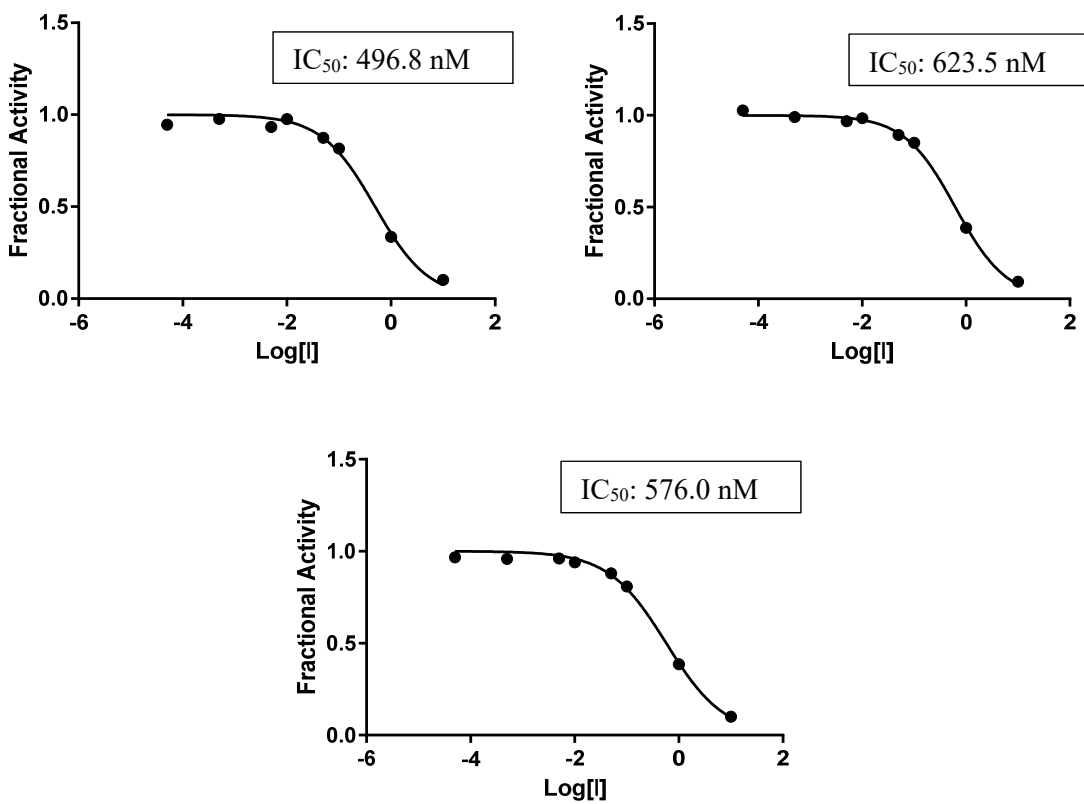 1.5
IC₅₀: 496.8 nM
1.0
0.5
0.0
Fractional Activity
-6 -4 -2 0 2
Log[I]
1.5
IC₅₀: 623.5 nM
1.0
0.5
0.0
Fractional Activity
-6 -4 -2 0 2
Log[I]
1.5
IC₅₀: 576.0 nM
1.0
0.5
0.0
Fractional Activity
-6 -4 -2 0 2
Log[I]